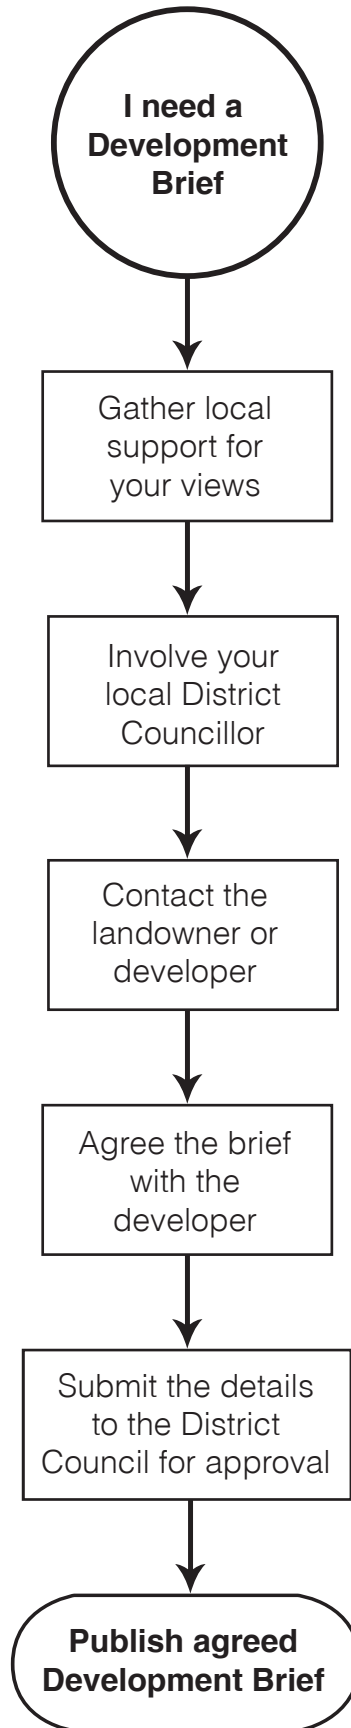 I need a
Development
Brief
Gather local
support for
your views
Involve your
local District
Councillor
Contact the
landowner or
developer
Agree the brief
with the
developer
Submit the details
to the District
Council for approval
Publish agreed
Development Brief